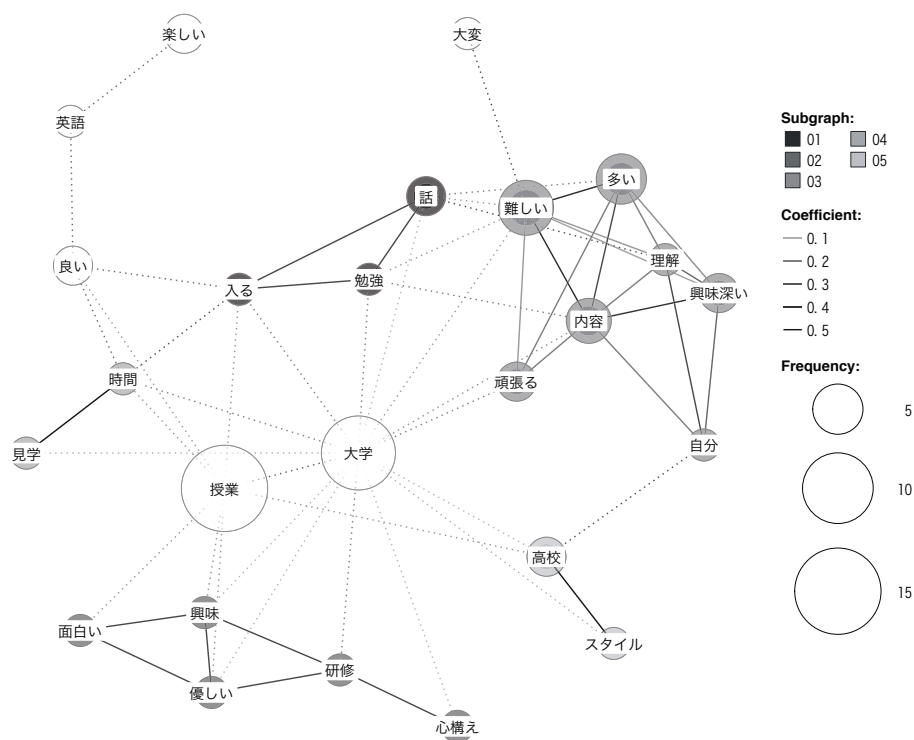 楽しい
大変
英語
話
難しい
多い
良い
入る
勉強
理解
興味深い
内容
時間
頑張る
見学
大学
自分
授業
高校
興味
面白い
スタイル
研修
優しい
心構え
Subgraph:
01 04
02 05
03
Coefficient:
0. 1
0. 2
0. 3
0. 4
0. 5
Frequency:
5
10
15